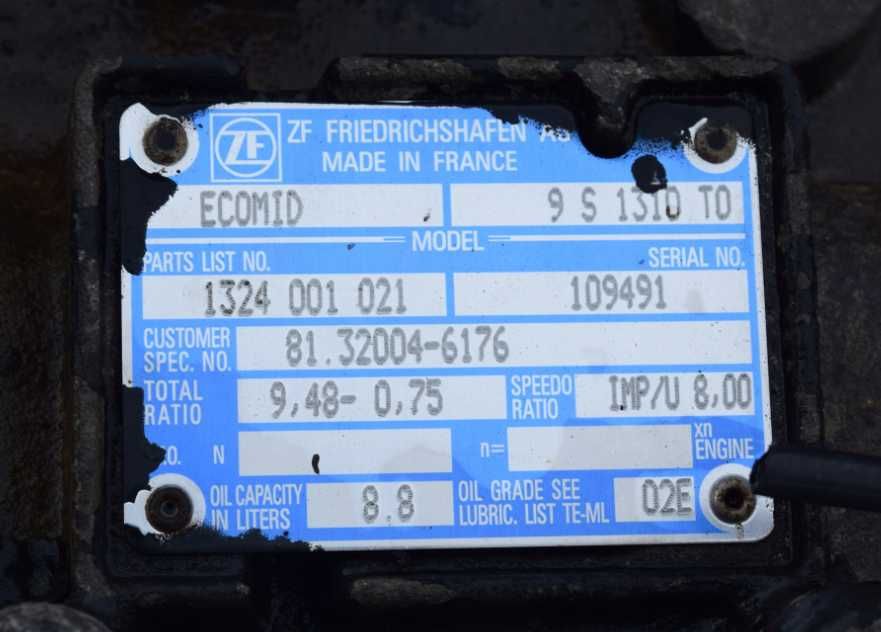 ZF ZF FRIEDRICHSHAFEN AG
MADE IN FRANCE
ECOMID 9 S 1310 TO
MODEL
PARTS LIST NO. SERIAL NO.
1324 001 021 109491
CUSTOMER SPEC. NO. 81.32004-6176
TOTAL RATIO 9,48- 0,75 SPEEDO RATIO IMP/U 8,00
.O. N n= xn ENGINE
OIL CAPACITY IN LITERS 8.8 OIL GRADE SEE LUBRIC. LIST TE-ML 02E